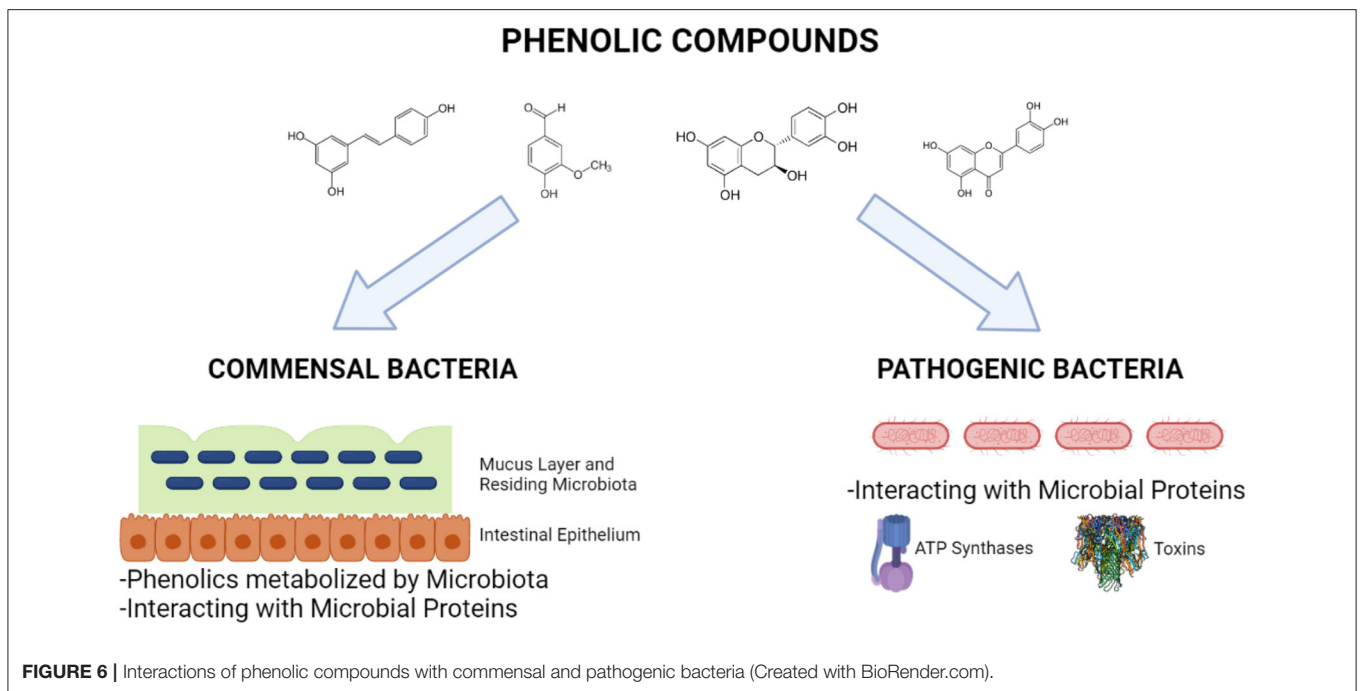 PHENOLIC COMPOUNDS
HO
OH
OH
O
H
O
CH3
OH
HO
O
OH
OH
OH
OH
HO
O
OH
OH
OH
O
COMMENSAL BACTERIA
Mucus Layer and
Residing Microbiota
Intestinal Epithelium
-Phenolics metabolized by Microbiota
-Interacting with Microbial Proteins
PATHOGENIC BACTERIA
-Interacting with Microbial Proteins
ATP Synthases
Toxins
FIGURE 6 | Interactions of phenolic compounds with commensal and pathogenic bacteria (Created with BioRender.com).